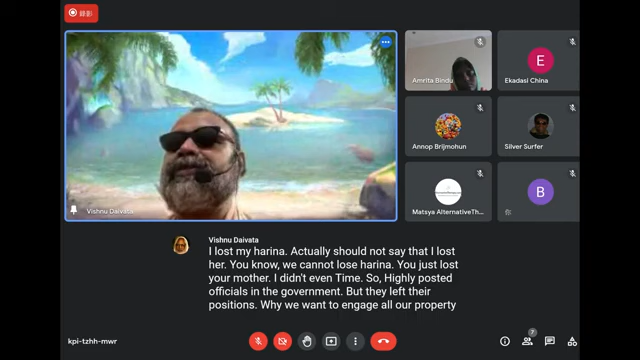 錄影
Vishnu Daivata
Amrita Bindu
E
Ekadasi China
Annop Brijmohun
Silver Surfer
Matsya AlternativeTh...
B
你
Vishnu Daivata
I lost my harina. Actually should not say that I lost
her. You know, we cannot lose harina. You just lost
your mother. I didn't even Time. So, Highly posted
officials in the government. But they left their
positions. Why we want to engage all our property
kpi-tzhh-mwr
7